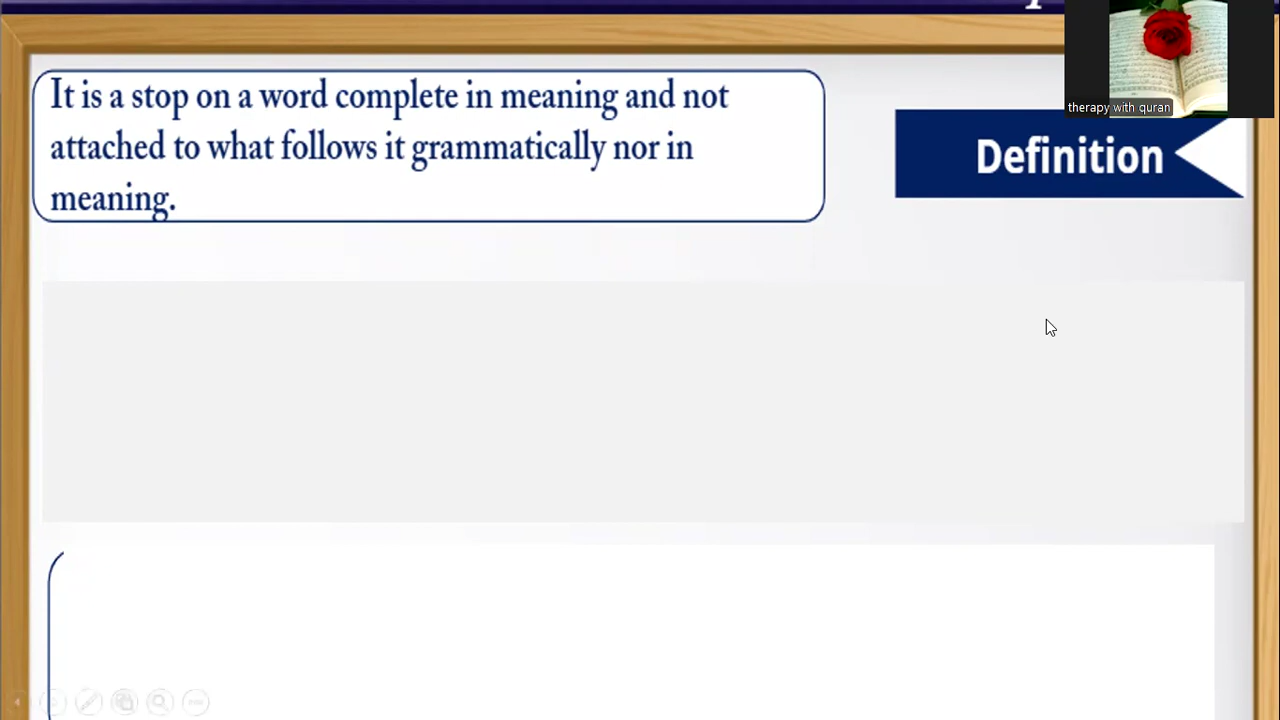 It is a stop on a word complete in meaning and not
attached to what follows it grammatically nor in
meaning.
Definition
therapy with quran